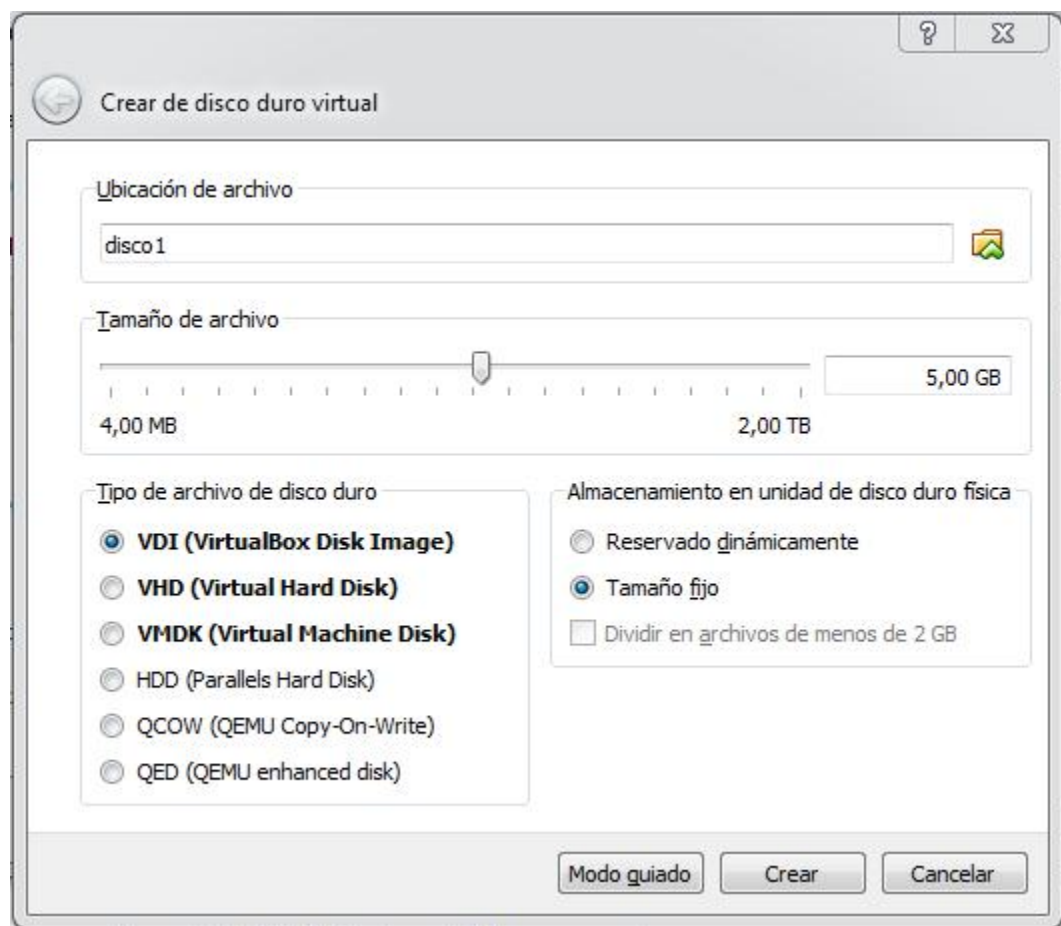 Crear de disco duro virtual
Ubicación de archivo
disco1
Tamaño de archivo
5,00 GB
4,00 MB
2,00 TB
Tipo de archivo de disco duro
VDI (VirtualBox Disk Image)
VHD (Virtual Hard Disk)
VMDK (Virtual Machine Disk)
HDD (Parallels Hard Disk)
QCOW (QEMU Copy-On-Write)
QED (QEMU enhanced disk)
Almacenamiento en unidad de disco duro física
Reservado dinámicamente
Tamaño fijo
Dividir en archivos de menos de 2 GB
Modo guiado
Crear
Cancelar